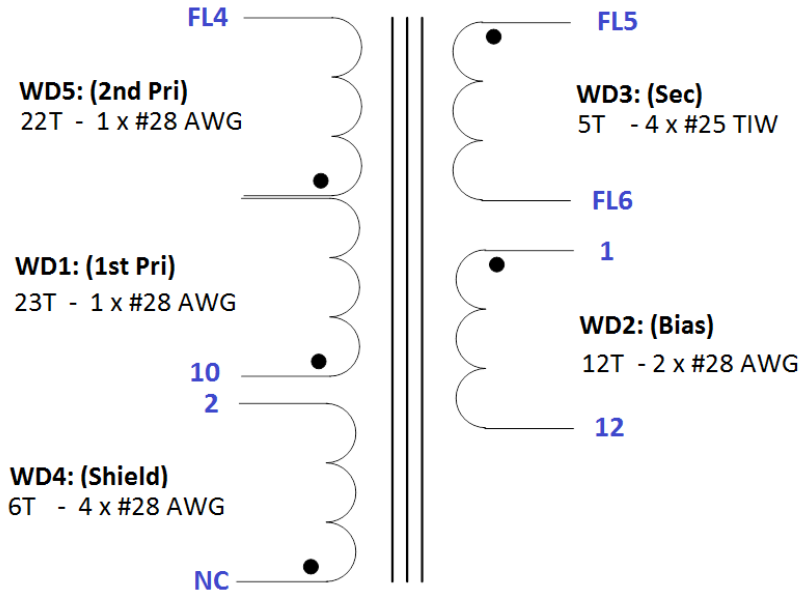 FL4
WD5: (2nd Pri)
22T - 1 x #28 AWG
WD1: (1st Pri)
23T - 1 x #28 AWG
10
2
WD4: (Shield)
6T - 4 x #28 AWG
NC
FL5
WD3: (Sec)
5T - 4 x #25 TIW
FL6
1
WD2: (Bias)
12T - 2 x #28 AWG
12